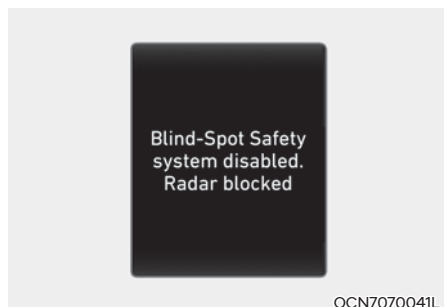 Blind-Spot Safety
system disabled.
Radar blocked
OCN7070041L